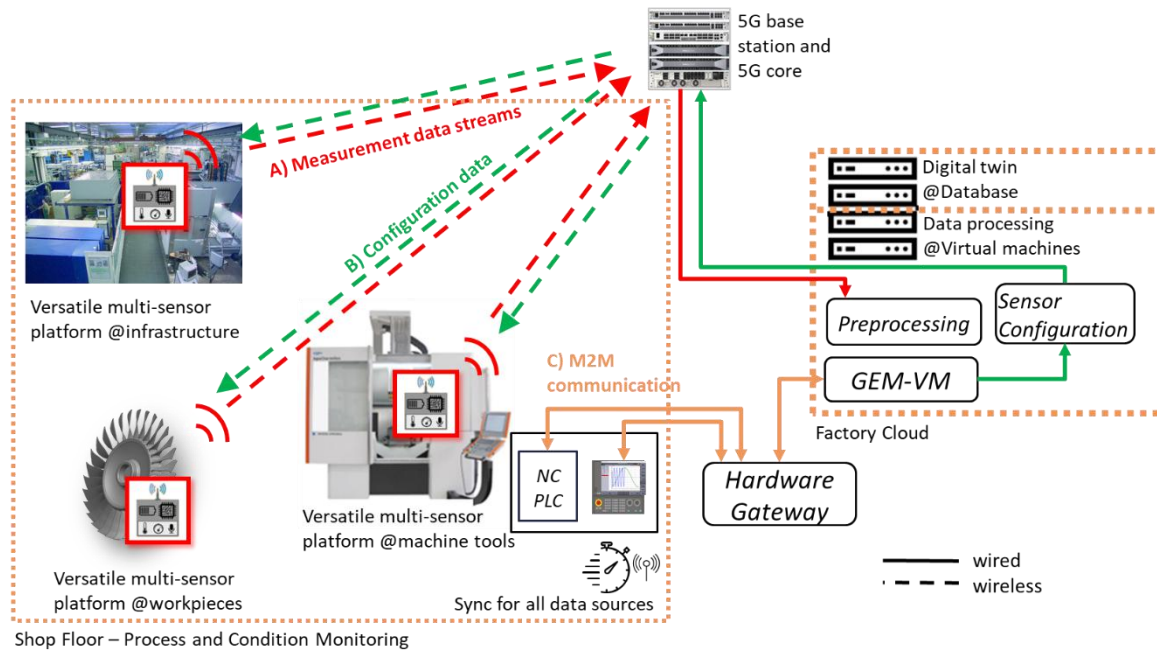 5G base
station and
5G core
A) Measurement data streams
B) Configuration data
Versatile multi-sensor
platform @infrastructure
Digital twin
@Database
Data processing
@Virtual machines
Preprocessing
Sensor
Configuration
GEM-VM
Factory Cloud
C) M2M
communication
NC
PLC
Hardware
Gateway
Versatile multi-sensor
platform @machine tools
Versatile multi-sensor
platform @workpieces
Sync for all data sources
wired
wireless
Shop Floor – Process and Condition Monitoring